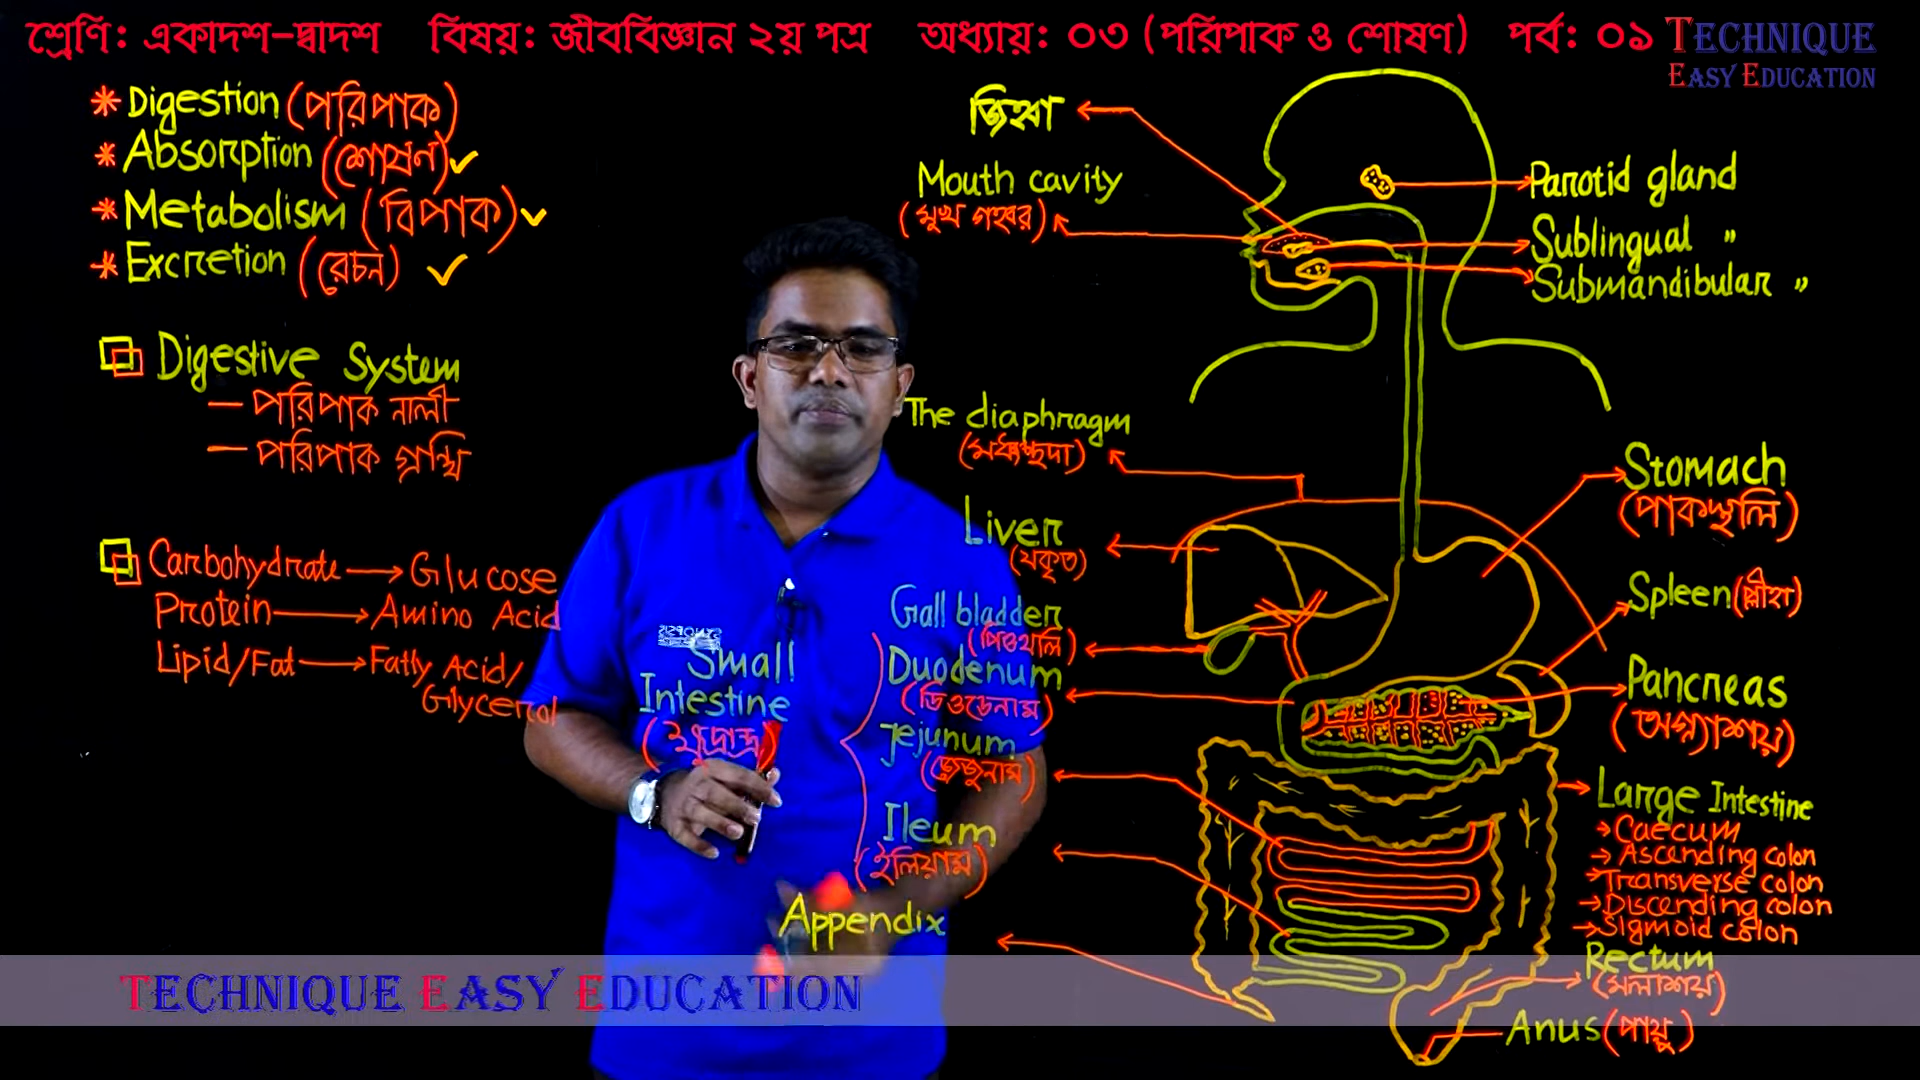 শ্রেণি: একাদশ-দ্বাদশ বিষয়: জীববিজ্ঞান ২য় পত্র অধ্যায়: ০৩ (পরিপাক ও শোষণ) পর্ব: ০১
TECHNIQUE
EASY EDUCATION
* Digestion (পরিপাক)
* Absorption (শোষন) ✓
* Metabolism (বিপাক) ✓
* Excretion (রেচন) ✓
Digestive System
— পরিপাক নালী
— পরিপাক গ্রন্থি
Carbohydrate → Glucose
Protein → Amino Acid
Lipid/Fat → Fatty Acid/
Glycerol
জিহ্বা
Mouth cavity
(মুখ গহ্বর)
The diaphragm
(মধ্যচ্ছদা)
Liver
(যকৃত)
Gall bladder
(পিত্তথলি)
Small
Intestine
(ক্ষুদ্রান্ত্র)
Duodenum
(ডিওডেনাম)
Jejunum
(জেজুনাম)
Ileum
(ইলিয়াম)
Appendix
Parotid gland
Sublingual "
Submandibular "
Stomach
(পাকস্থলি)
Spleen (প্লীহা)
Pancreas
(অগ্ন্যাশয়)
Large Intestine
→ Caecum
→ Ascending colon
→ Transverse colon
→ Discending colon
→ Sigmoid colon
Rectum
(মলাশয়)
Anus (পায়ু)
TECHNIQUE EASY EDUCATION